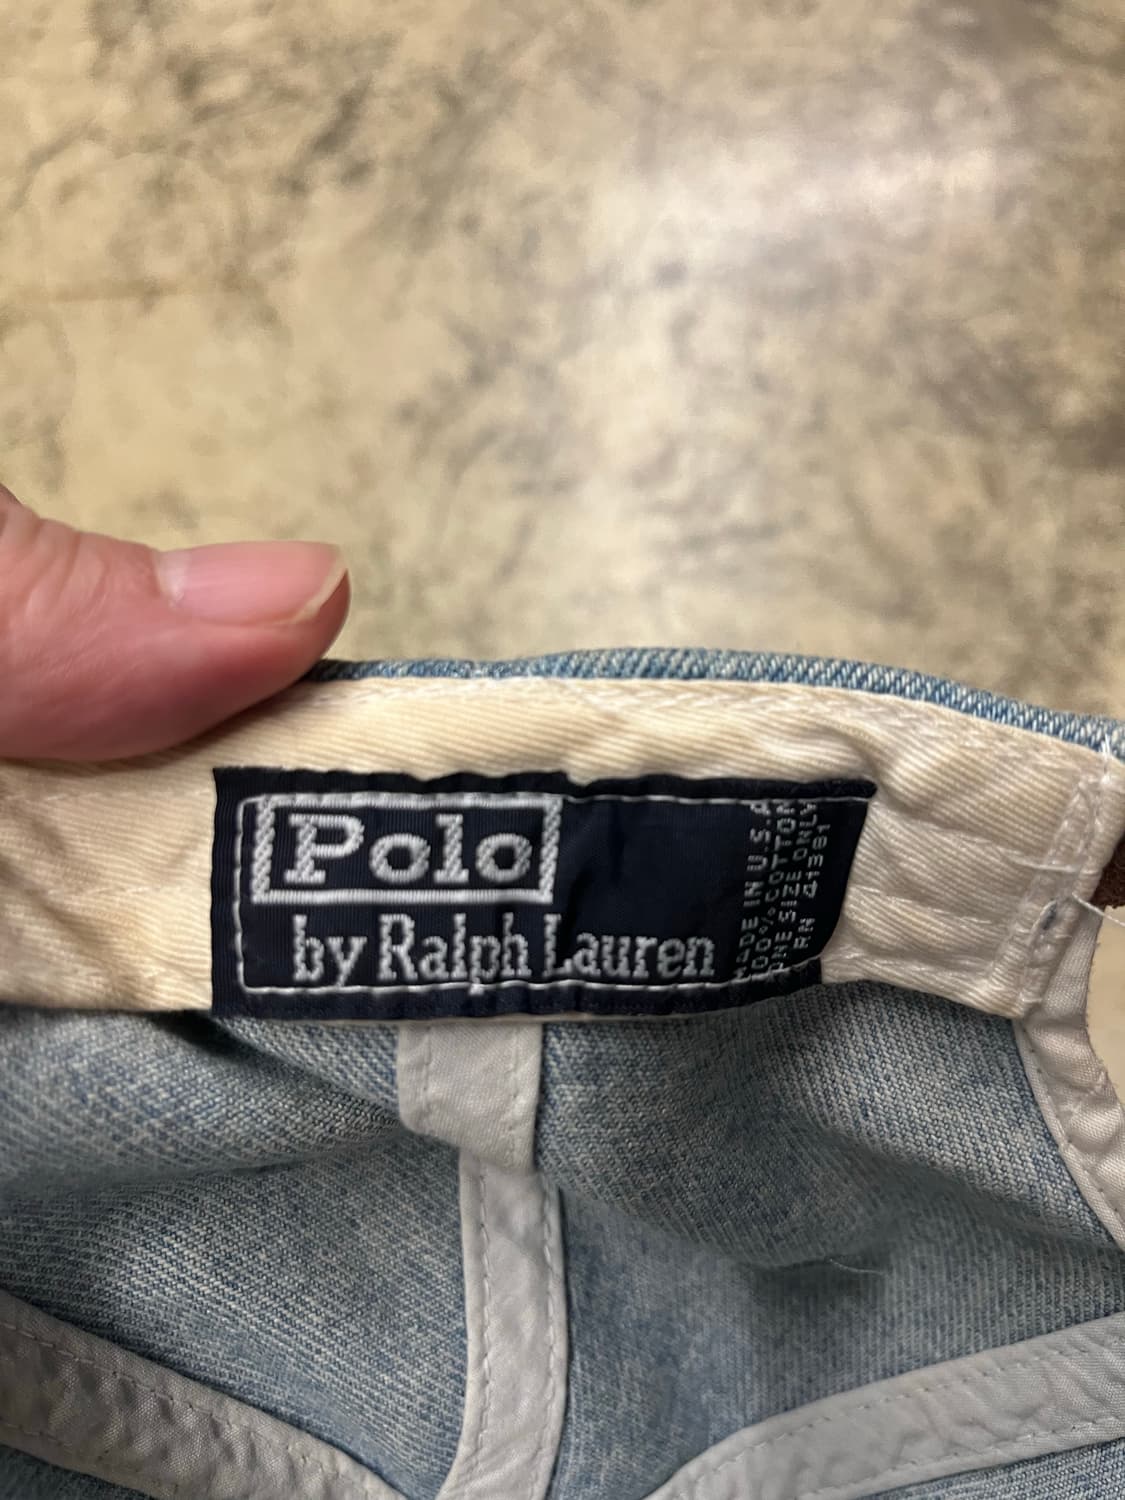 Polo
by Ralph Lauren
MADE IN U.S.A
100% COTTON
ONE SIZE ONLY
RN 41381